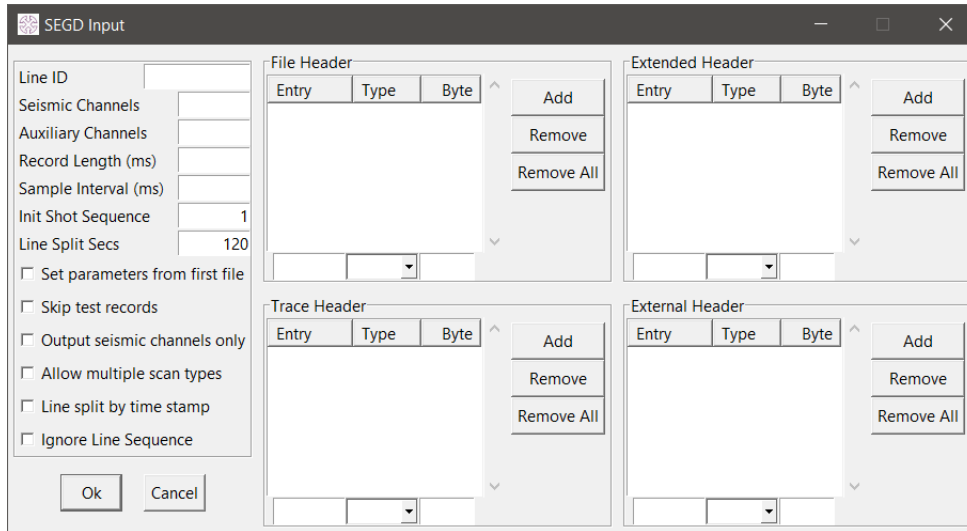 SEGD Input
Line ID
Seismic Channels
Auxiliary Channels
Record Length (ms)
Sample Interval (ms)
Init Shot Sequence 1
Line Split Secs 120
Set parameters from first file
Skip test records
Output seismic channels only
Allow multiple scan types
Line split by time stamp
Ignore Line Sequence
Ok Cancel
File Header
Entry Type Byte
Add
Remove
Remove All
Extended Header
Entry Type Byte
Add
Remove
Remove All
Trace Header
Entry Type Byte
Add
Remove
Remove All
External Header
Entry Type Byte
Add
Remove
Remove All